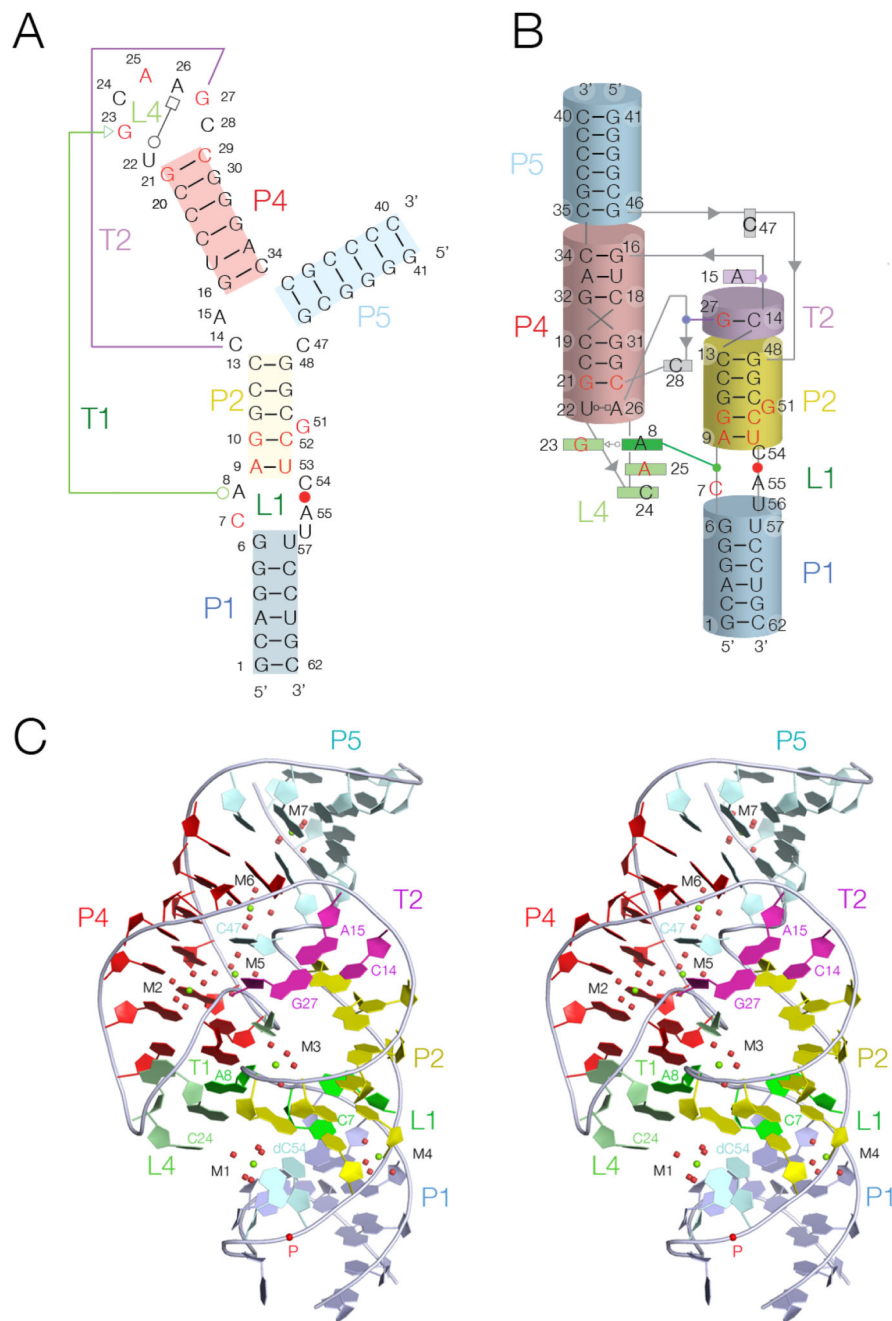 A
B
25
26
24
A
A
C
L4
G
27
23
G
C
28
U
22
C
29
21
G
30
20
C
G
P4
C
G
C
G
U
A
34
G
C
16
T2
15
A
14
C
40
3’
C G C C C C
5’
G C G G G G
41
P5
C
47
13
C
G
48
C
G
P2
G
C
G
51
10
G
C
52
T1
9
A
U
53
8
A
L1
C
54
7
C
A
55
6
G
U
U
57
G
C
G
C
P1
A
U
C
G
1
G
C
62
5’
3’
3’
5’
40
C
G
41
C
G
C
G
P5
C
G
G
C
35
C
G
46
C
47
34
C
G
16
A
U
15
A
32
G
C
18
P4
27
G
C
14
T2
19
C
G
31
13
C
G
48
C
G
C
28
C
G
21
G
C
G
C
G
51
P2
22
U
A
26
G
C
23
G
A
8
9
A
U
C
54
A
25
L4
C
24
7
C
A
55
L1
U
56
6
G
U
57
G
C
G
C
P1
A
U
C
G
1
G
C
62
5’
3’
C
P5
M7
M6
P4
T2
C47
A15
M5
C14
M2
G27
M3
P2
T1
A8
L1
C7
C24
L4
dC54
M1
M4
P1
P
P5
M7
M6
P4
T2
C47
A15
M5
C14
M2
G27
M3
P2
T1
A8
L1
C7
C24
L4
dC54
M1
M4
P1
P